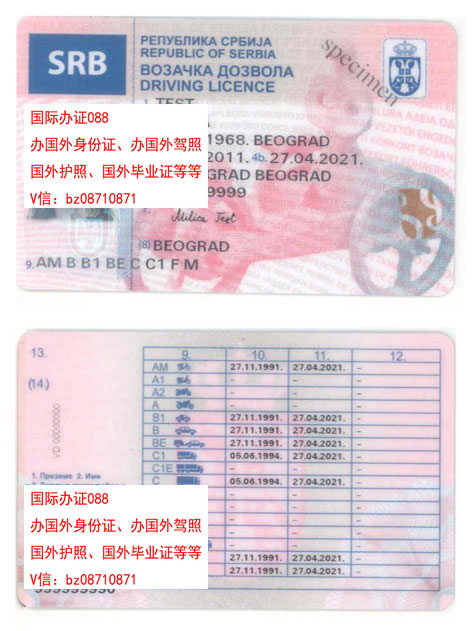 SRB
РЕПУБЛИКА СРБИЈА
REPUBLIC OF SERBIA
ВОЗАЧКА ДОЗВОЛА
DRIVING LICENCE
specimen
1. TEST
国际办证088
办国外身份证、办国外驾照
国外护照、国外毕业证等等
V信：bz08710871
1968. BEOGRAD
2011. 4b. 27.04.2021.
BEOGRAD
9999
7.
Milica Test
(8) BEOGRAD
9. AM B B1 BE C C1 F M
13.
(14.)
VD 00000000
1. Презиме 2. Име
9. 10. 11. 12.
AM 27.11.1991. 27.04.2021. –
A1 – – –
A2 – – –
A – – –
B1 27.11.1991. 27.04.2021. –
B 27.11.1991. 27.04.2021. –
BE 27.11.1991. 27.04.2021. –
C1 05.06.1994. 27.04.2021. –
C1E – – –
C 05.06.1994. 27.04.2021. –
国际办证088
办国外身份证、办国外驾照
国外护照、国外毕业证等等
V信：bz08710871
27.11.1991. 27.04.2021. –
27.11.1991. 27.04.2021. –